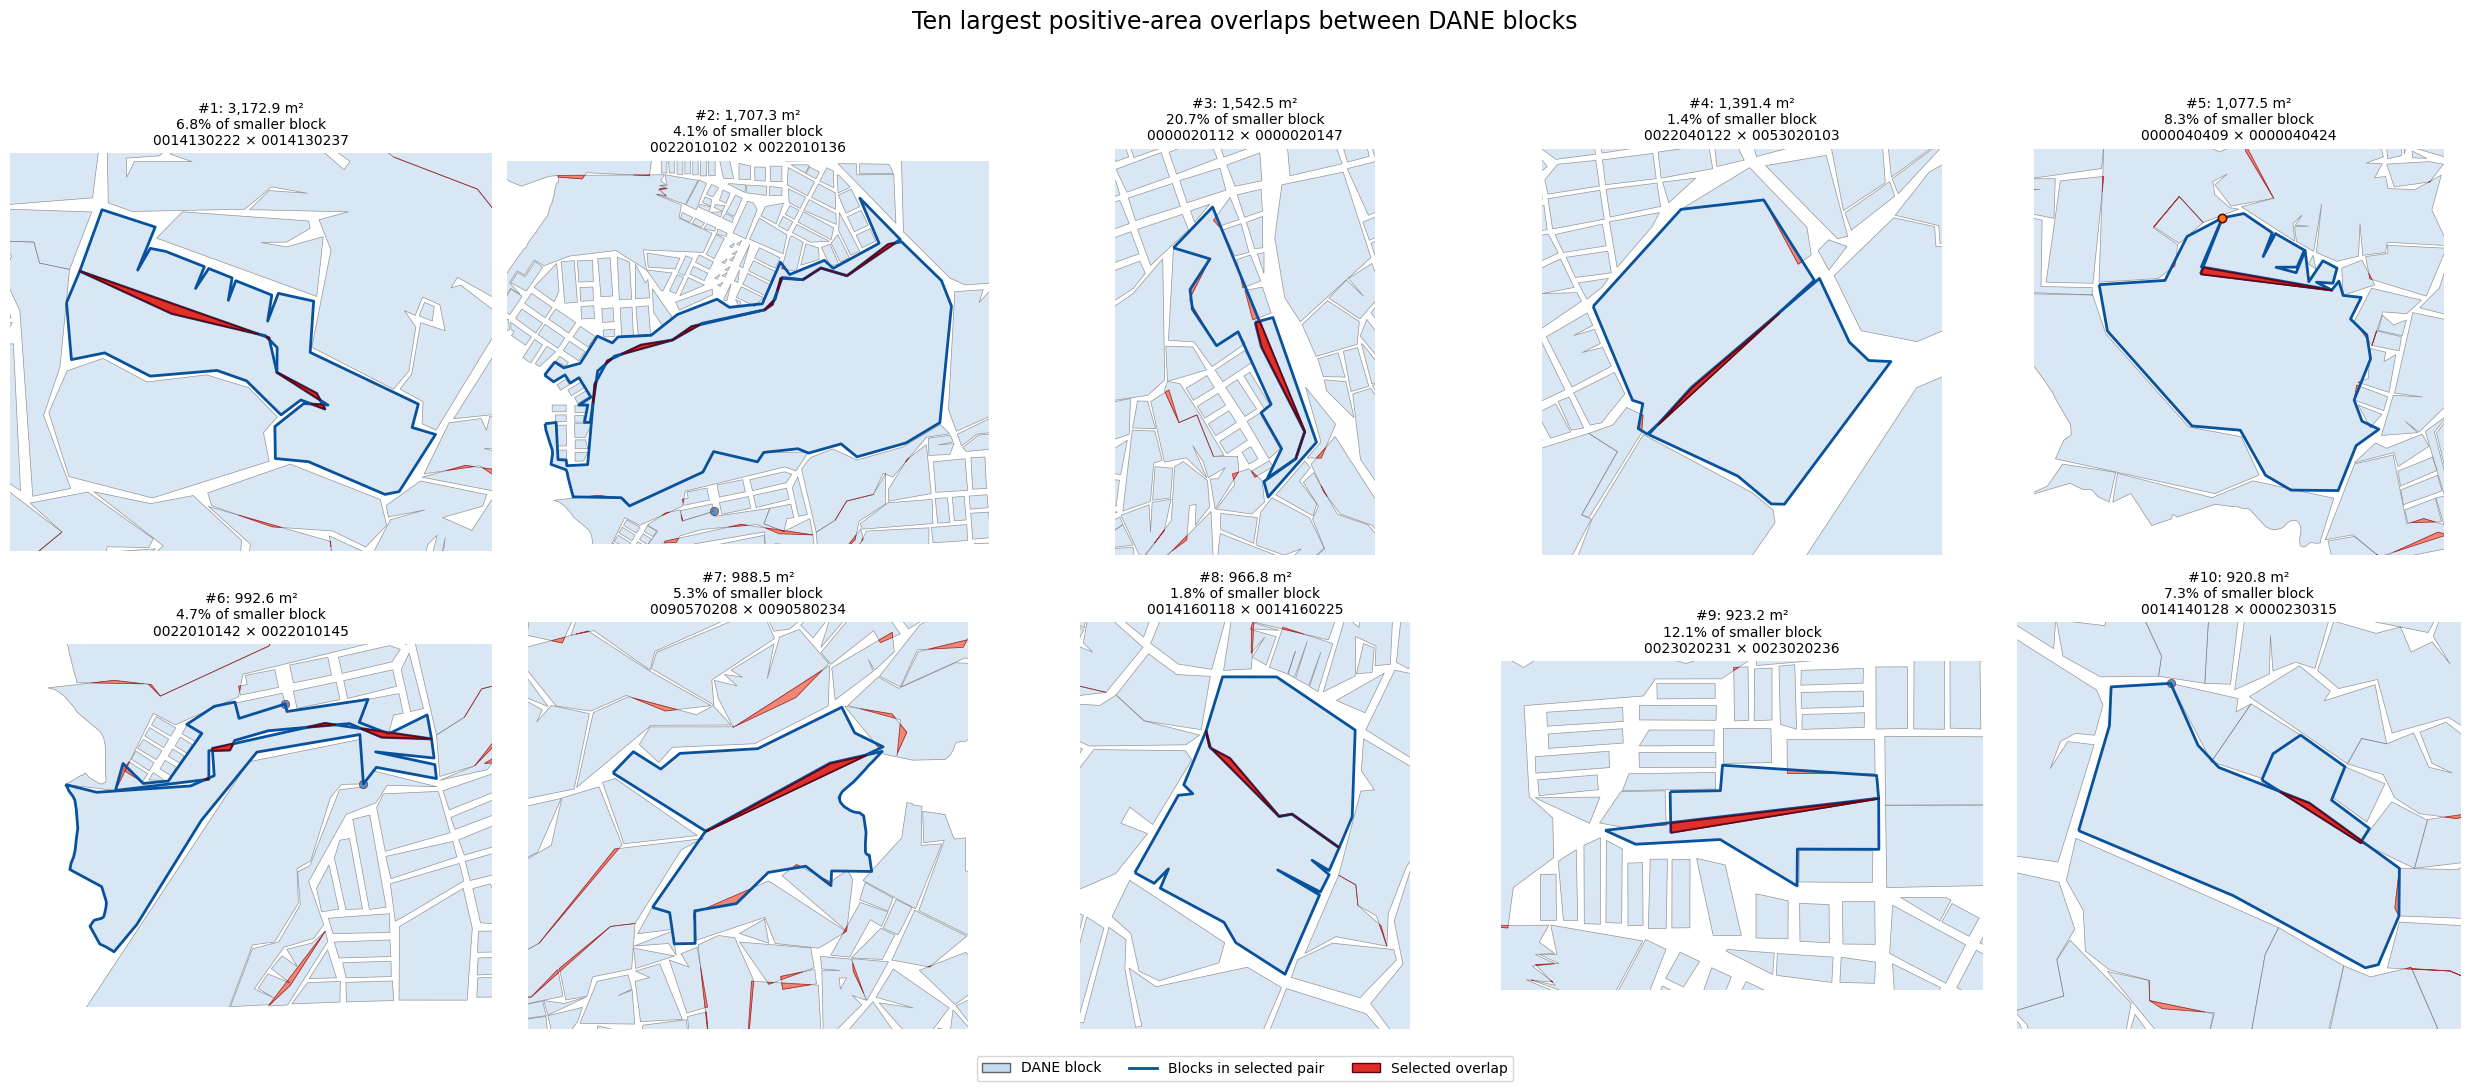 Ten largest positive-area overlaps between DANE blocks
#1: 3,172.9 m²
6.8% of smaller block
0014130222 × 0014130237
#2: 1,707.3 m²
4.1% of smaller block
0022010102 × 0022010136
#3: 1,542.5 m²
20.7% of smaller block
0000020112 × 0000020147
#4: 1,391.4 m²
1.4% of smaller block
0022040122 × 0053020103
#5: 1,077.5 m²
8.3% of smaller block
0000040409 × 0000040424
#6: 992.6 m²
4.7% of smaller block
0022010142 × 0022010145
#7: 988.5 m²
5.3% of smaller block
0090570208 × 0090580234
#8: 966.8 m²
1.8% of smaller block
0014160118 × 0014160225
#9: 923.2 m²
12.1% of smaller block
0023020231 × 0023020236
#10: 920.8 m²
7.3% of smaller block
0014140128 × 0000230315
DANE block
Blocks in selected pair
Selected overlap